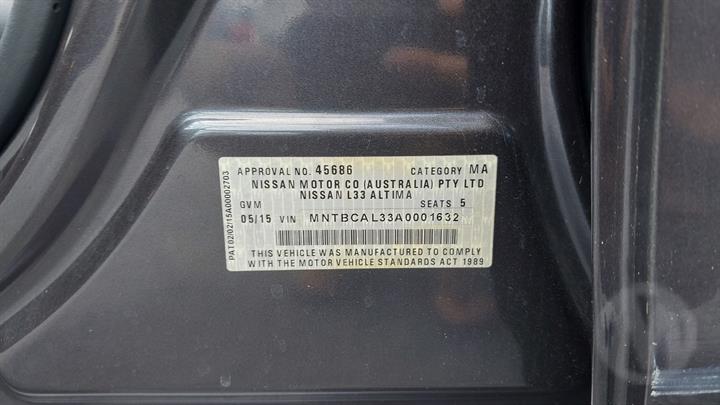 APPROVAL NO. 45686 CATEGORY MA
NISSAN MOTOR CO (AUSTRALIA) PTY LTD
NISSAN L33 ALTIMA
GVM SEATS 5
05/15 VIN MNTBCAL33A0001632
THIS VEHICLE WAS MANUFACTURED TO COMPLY
WITH THE MOTOR VEHICLE STANDARDS ACT 1989
PAT02/02/15A00002703